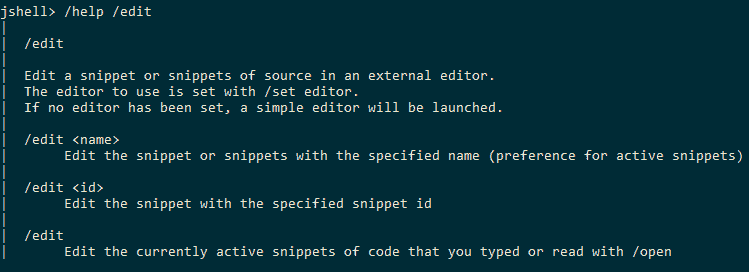 jshell> /help /edit
|
|  /edit
|
|  Edit a snippet or snippets of source in an external editor.
|  The editor to use is set with /set editor.
|  If no editor has been set, a simple editor will be launched.
|
|  /edit <name>
|       Edit the snippet or snippets with the specified name (preference for active snippets)
|
|  /edit <id>
|       Edit the snippet with the specified snippet id
|
|  /edit
|       Edit the currently active snippets of code that you typed or read with /open